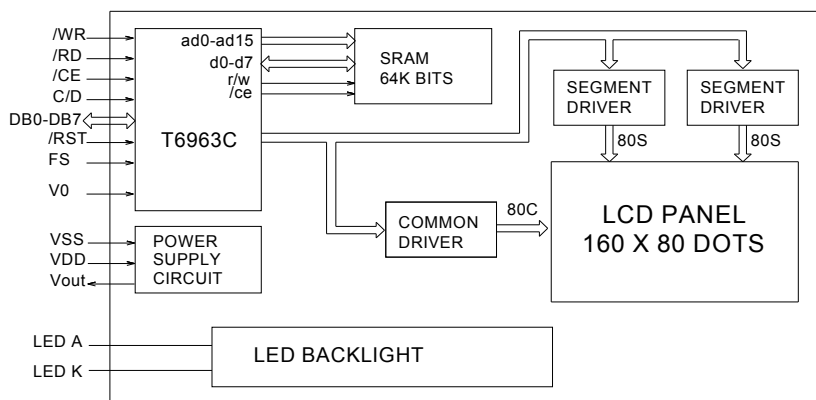 /WR
/RD
/CE
C/D
DB0-DB7
/RST
FS
V0
ad0-ad15
d0-d7
r/w
/ce
T6963C
SRAM
64K BITS
SEGMENT
DRIVER
SEGMENT
DRIVER
80S
80S
COMMON
DRIVER
80C
LCD PANEL
160 X 80 DOTS
VSS
VDD
Vout
POWER
SUPPLY
CIRCUIT
LED A
LED K
LED BACKLIGHT